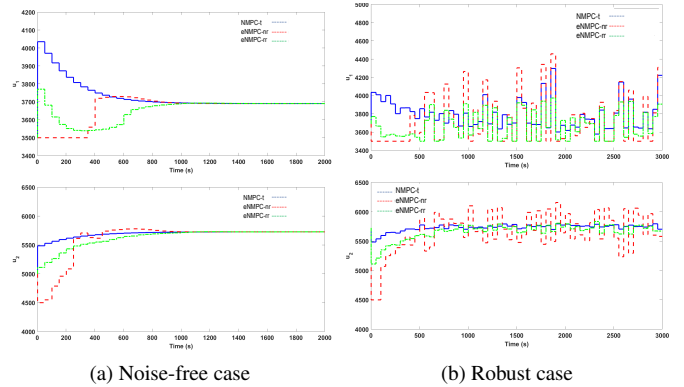 4100
4000
3900
3800
3700
3600
3500
3400
0 200 400 600 800 1000 1200 1400 1600 1800 2000
Time (s)
u1
NMPC-t
eNMPC-nr
eNMPC-rr
5000
4800
4600
4400
4200
4000
3800
3600
3400
0 500 1000 1500 2000 2500 3000
Time (s)
u1
NMPC-t
eNMPC-nr
eNMPC-rr
6500
6000
5500
5000
4500
4000
0 200 400 600 800 1000 1200 1400 1600 1800 2000
Time (s)
u2
NMPC-t
eNMPC-nr
eNMPC-rr
6500
6000
5500
5000
4500
4000
0 500 1000 1500 2000 2500 3000
Time (s)
u2
NMPC-t
eNMPC-nr
eNMPC-rr
(a) Noise-free case
(b) Robust case